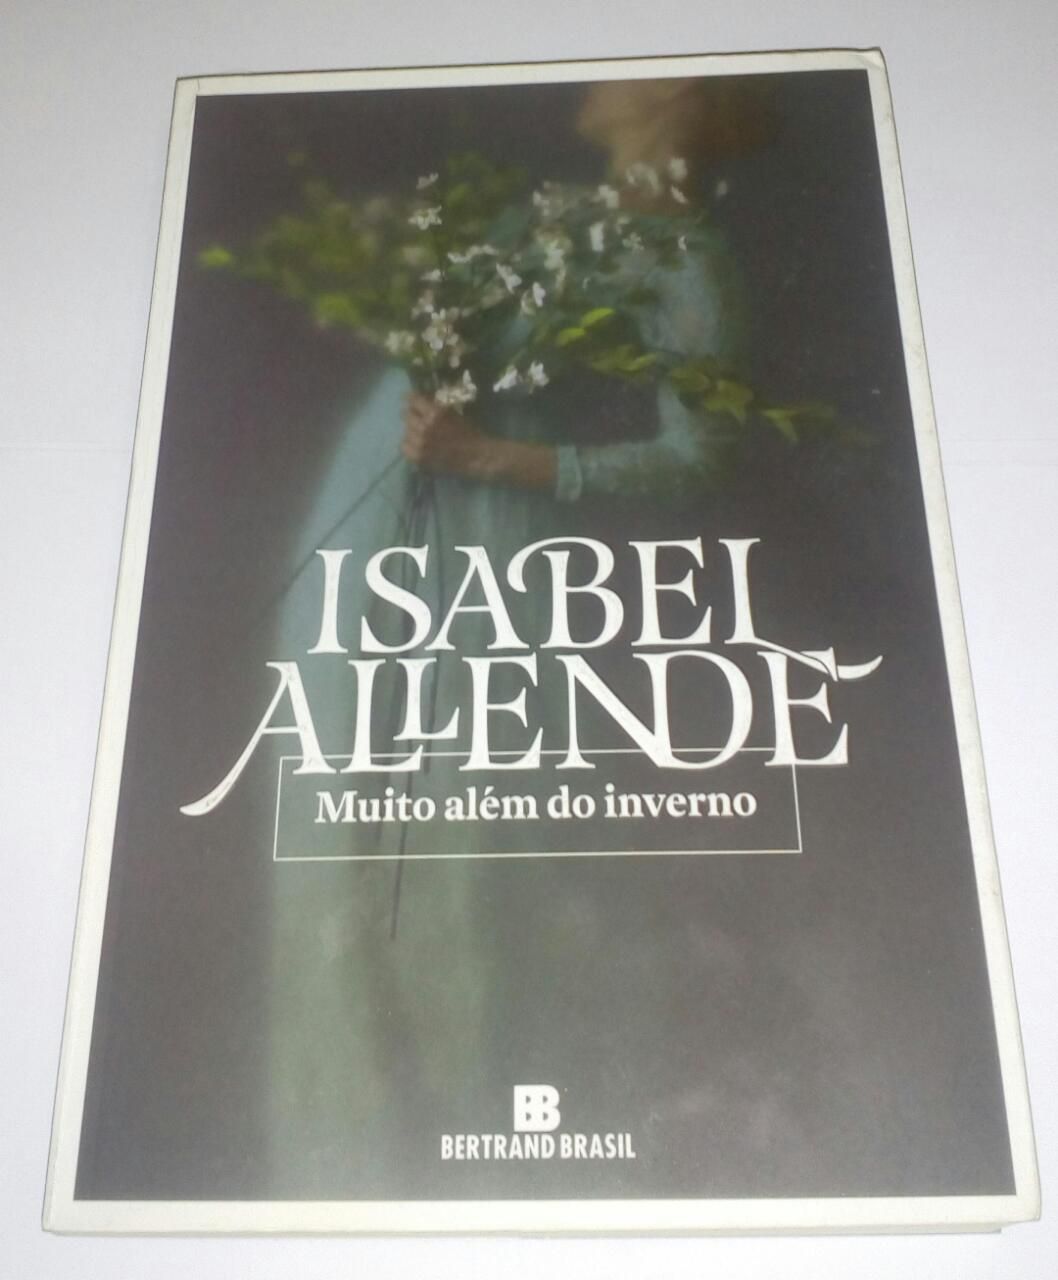 ISABEL
ALLENDE
Muito além do inverno
BB
BERTRAND BRASIL